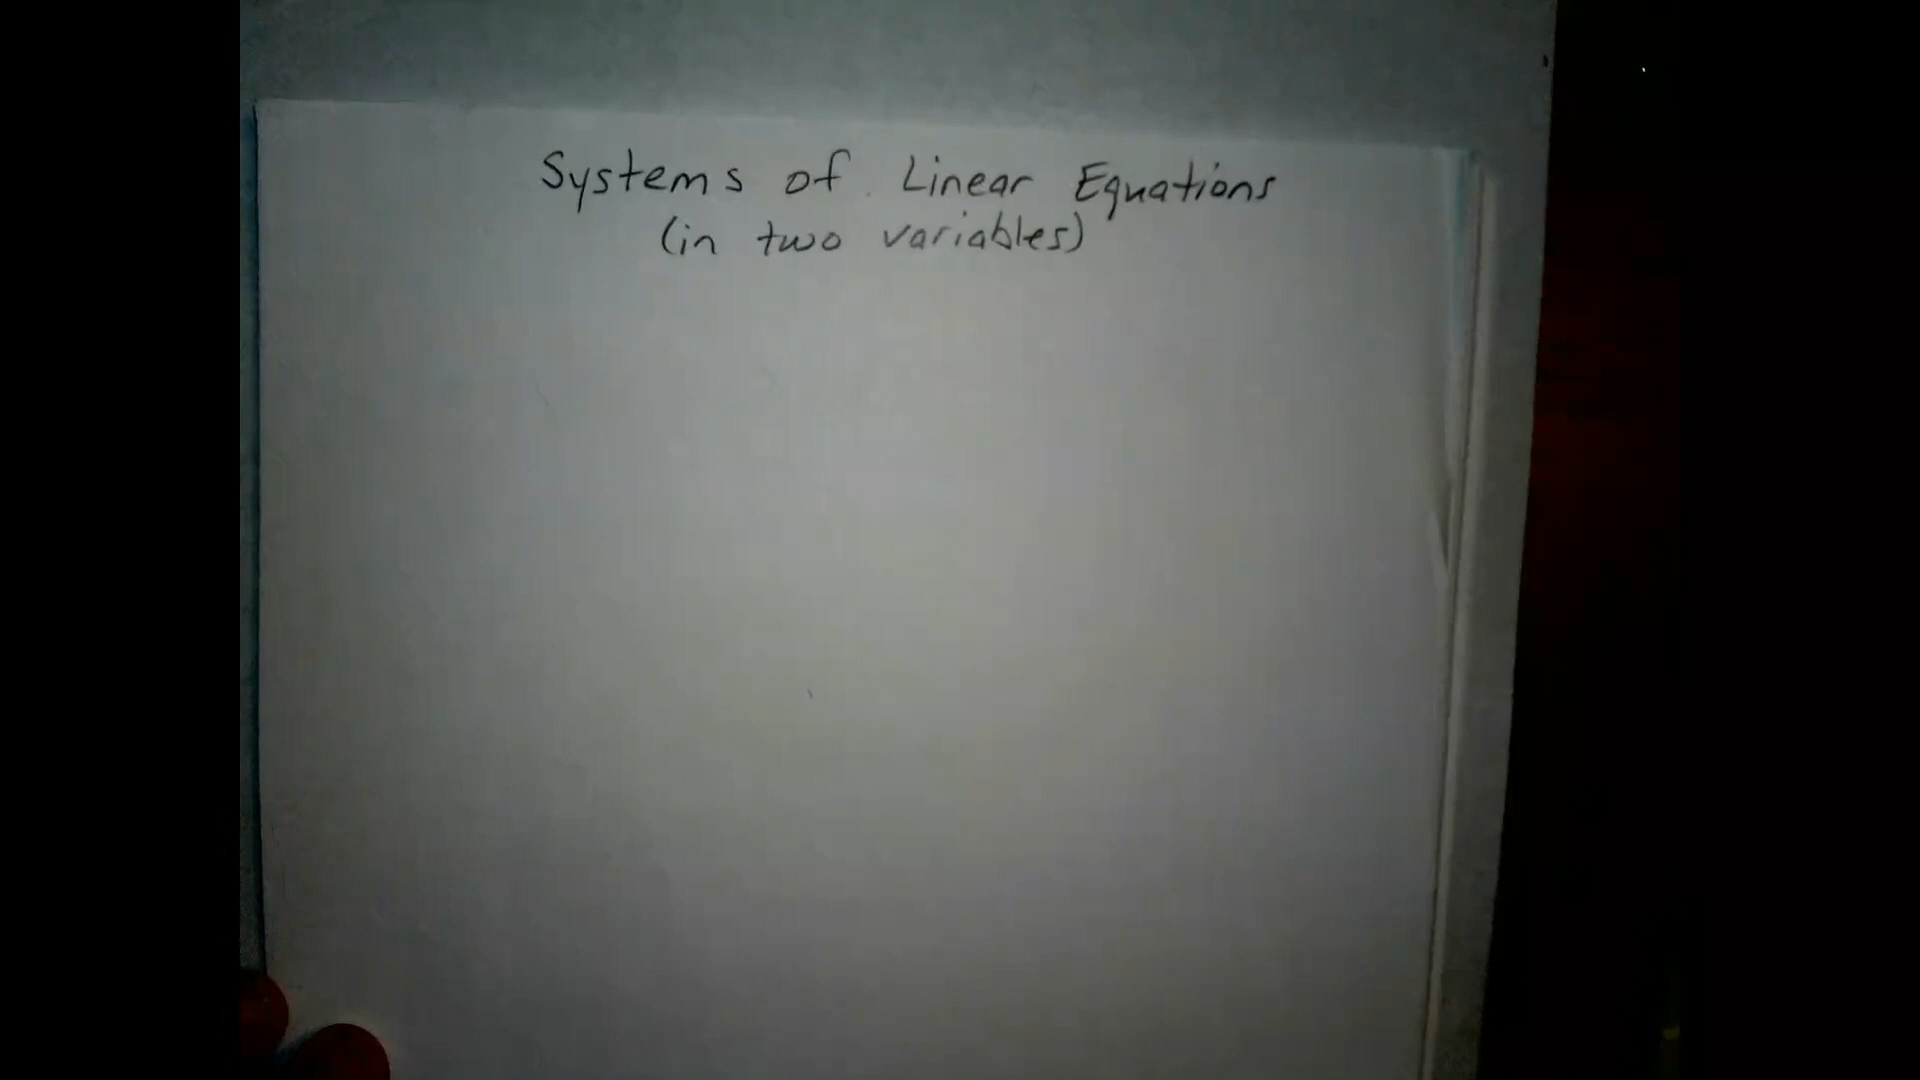 Systems of Linear Equations
(in two variables)